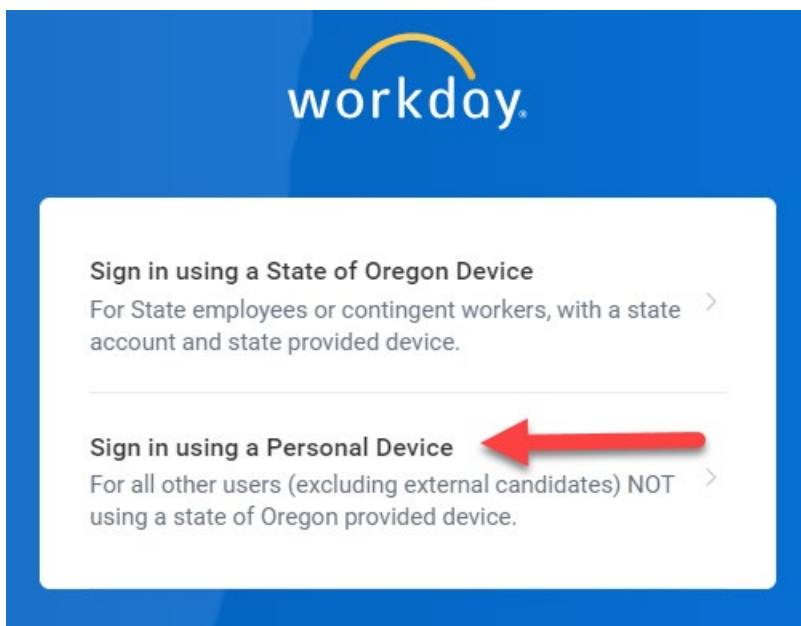 workday.
Sign in using a State of Oregon Device
For State employees or contingent workers, with a state
account and state provided device.
Sign in using a Personal Device
For all other users (excluding external candidates) NOT
using a state of Oregon provided device.